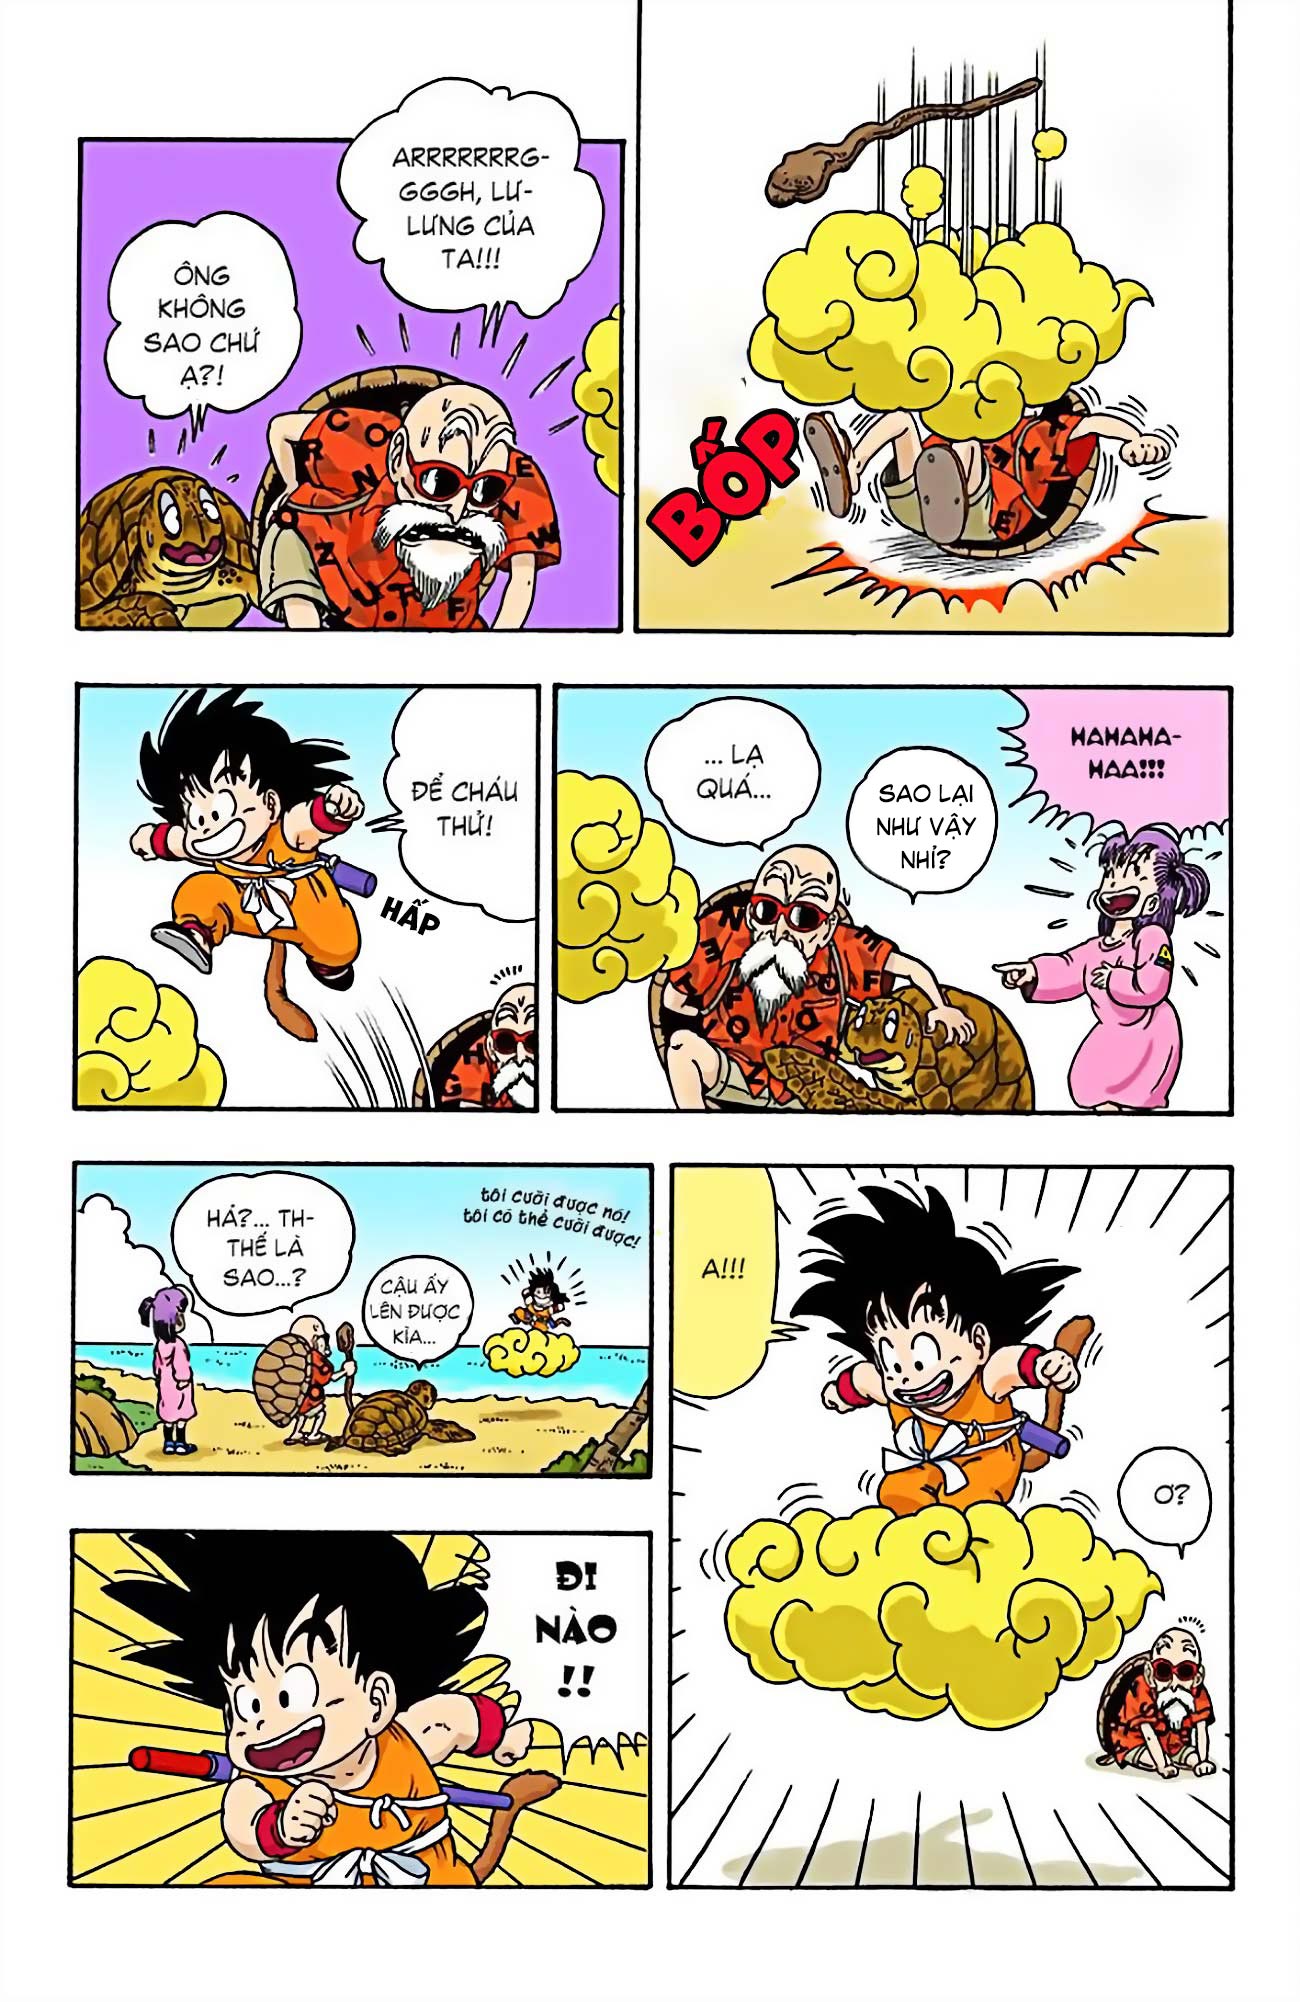 BỐP
ARRRRRRRG-
GGGH, LƯ-
LƯNG CỦA
TA!!!
ÔNG
KHÔNG
SAO CHỨ
Ạ?!
HAHAHA-
HAA!!!
SAO LẠI
NHƯ VẬY
NHỈ?
... LẠ
QUÁ...
ĐỂ CHÁU
THỬ!
HẤP
A!!!
Ơ?
tôi cưỡi được nó!
tôi có thể cưỡi được!
HẢ?... TH-
THẾ LÀ
SAO...?
CẬU ẤY
LÊN ĐƯỢC
KÌA...
ĐI
NÀO
!!